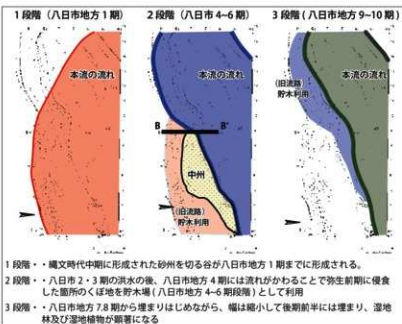 1 段階（八日市地方 1 期）
2 段階（八日市 4~6 期）
3 段階 ( 八日市地方 9~10 期 )
本流の流れ
本流の流れ
本流の流れ
(旧流路)
貯木利用
B
B'
中州
(旧流路)
貯木利用
1 段階・・縄文時代中期に形成された砂州を切る谷が八日市地方 1 期までに形成される。
2 段階・・八日市 2・3 期の洪水の後、八日市方 4 期には流れがかわることで弥生前期に侵食
した箇所のくぼ地を貯木場 ( 八日市地方 4~6 期段階 ) として利用
3 段階・・八日市地方 7.8 期から埋まりはじめながら、幅は縮小して後期前半には埋まり、湿地
林及び湿地植物が顕著になる